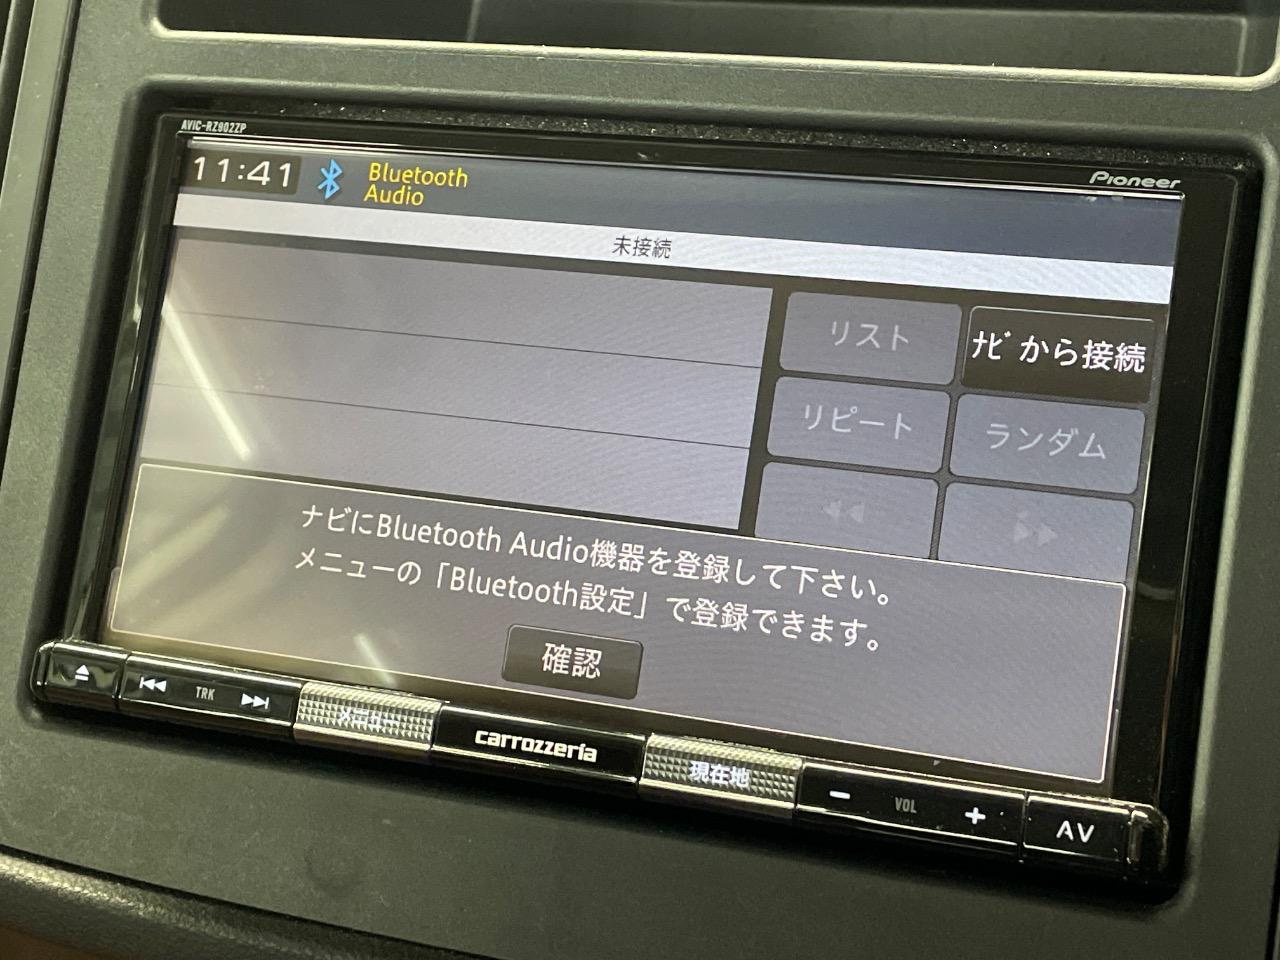 AVIC-RZ902ZP
Pioneer
11:41
Bluetooth
Audio
未接続
リスト
ﾅﾋﾞから接続
リピート
ランダム
ナビにBluetooth Audio機器を登録して下さい。
メニューの「Bluetooth設定」で登録できます。
確認
TRK
メニュー
carrozzeria
現在地
VOL
AV